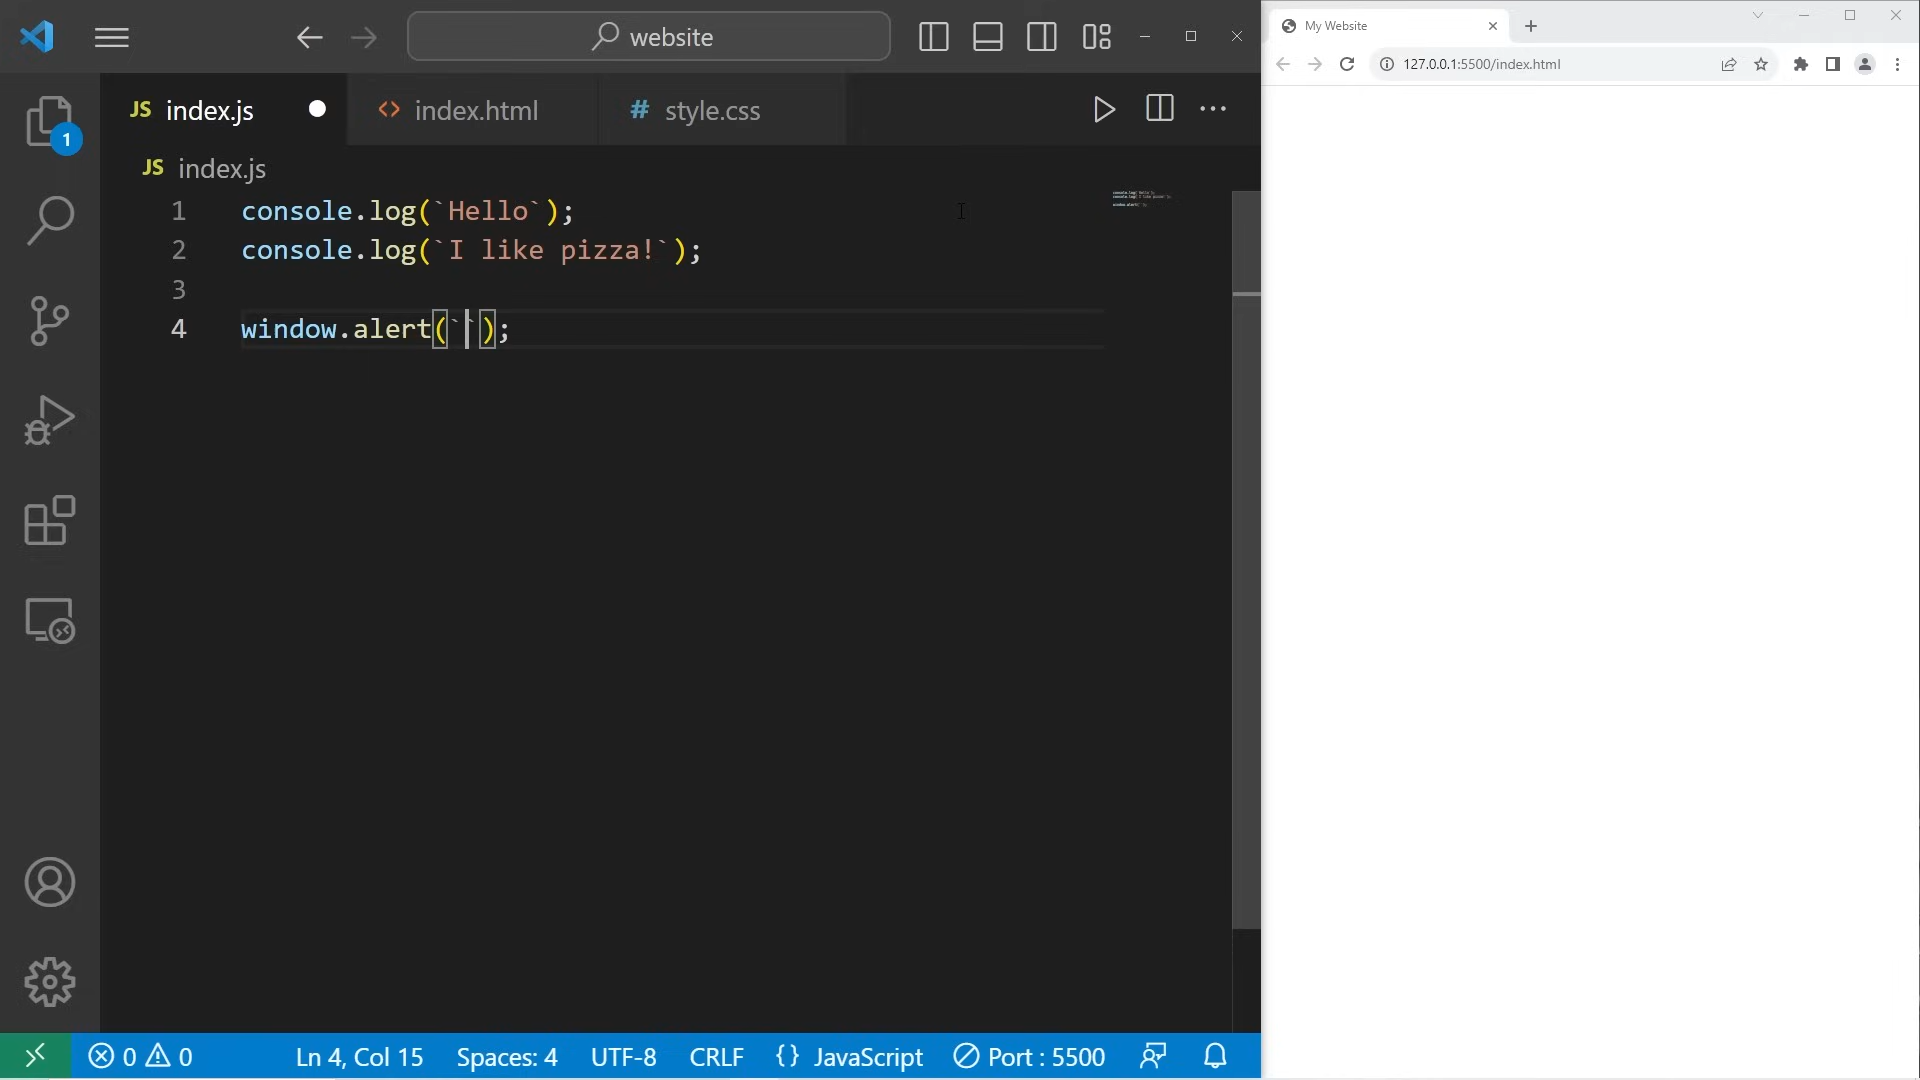 website
My Website
127.0.0.1:5500/index.html
JS index.js
<> index.html
# style.css
1
JS index.js
1 console.log(`Hello`);
2 console.log(`I like pizza!`);
3
4 window.alert(``);
0 0
Ln 4, Col 15
Spaces: 4
UTF-8
CRLF
{} JavaScript
Port : 5500